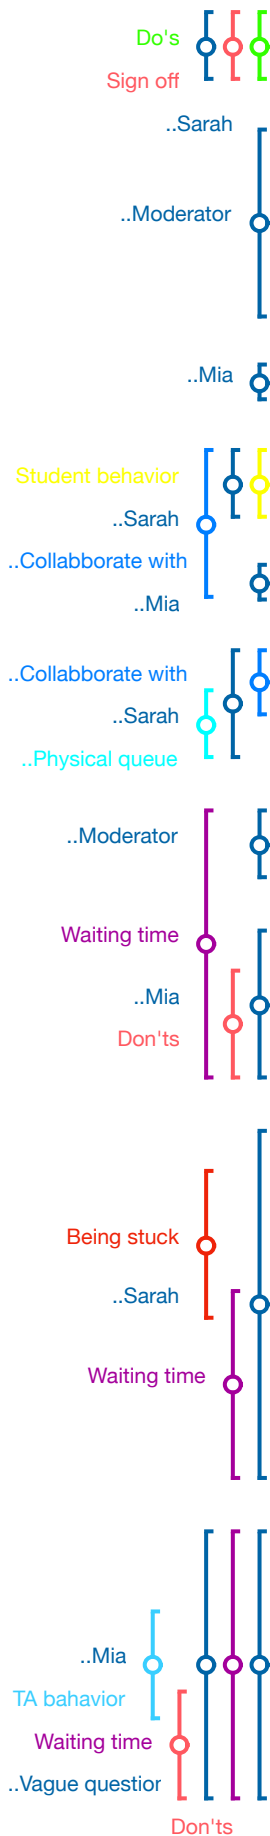 Do's
Sign off
..Sarah
..Moderator
..Mia
Student behavior
..Sarah
..Collabborate with
..Mia
..Collabborate with
..Sarah
..Physical queue
..Moderator
Waiting time
..Mia
Don'ts
Being stuck
..Sarah
Waiting time
..Mia
TA bahavior
Waiting time
..Vague questior
Don'ts